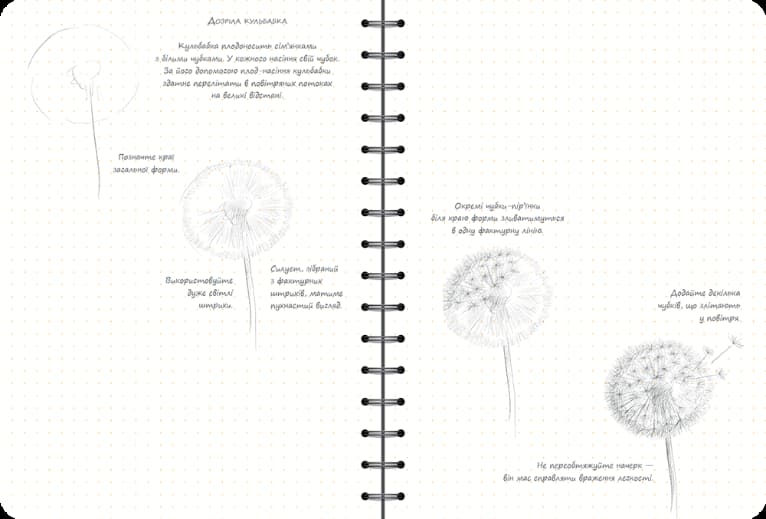 Дозріла кульбабка
Кульбабка плодоносить сім'янками
з білими чубками. У кожного насіння свій чубок.
За його допомогою плод-насіння кульбабки
здатне перелітати в повітряних потоках
на великі відстані.
Позначте краї
загальної форми.
Використовуйте
дуже світлі
штрихи.
Силует, зібраний
з фактурних
штрихів, матиме
пухнастий вигляд.
Окремі чубки-пір'їнки
біля краю форми зливатимуться
в одну фактурну лінію.
Додайте декілька
чубків, що злітають
у повітря.
Не переобтяжуйте начерк —
він має справляти враження легкості.